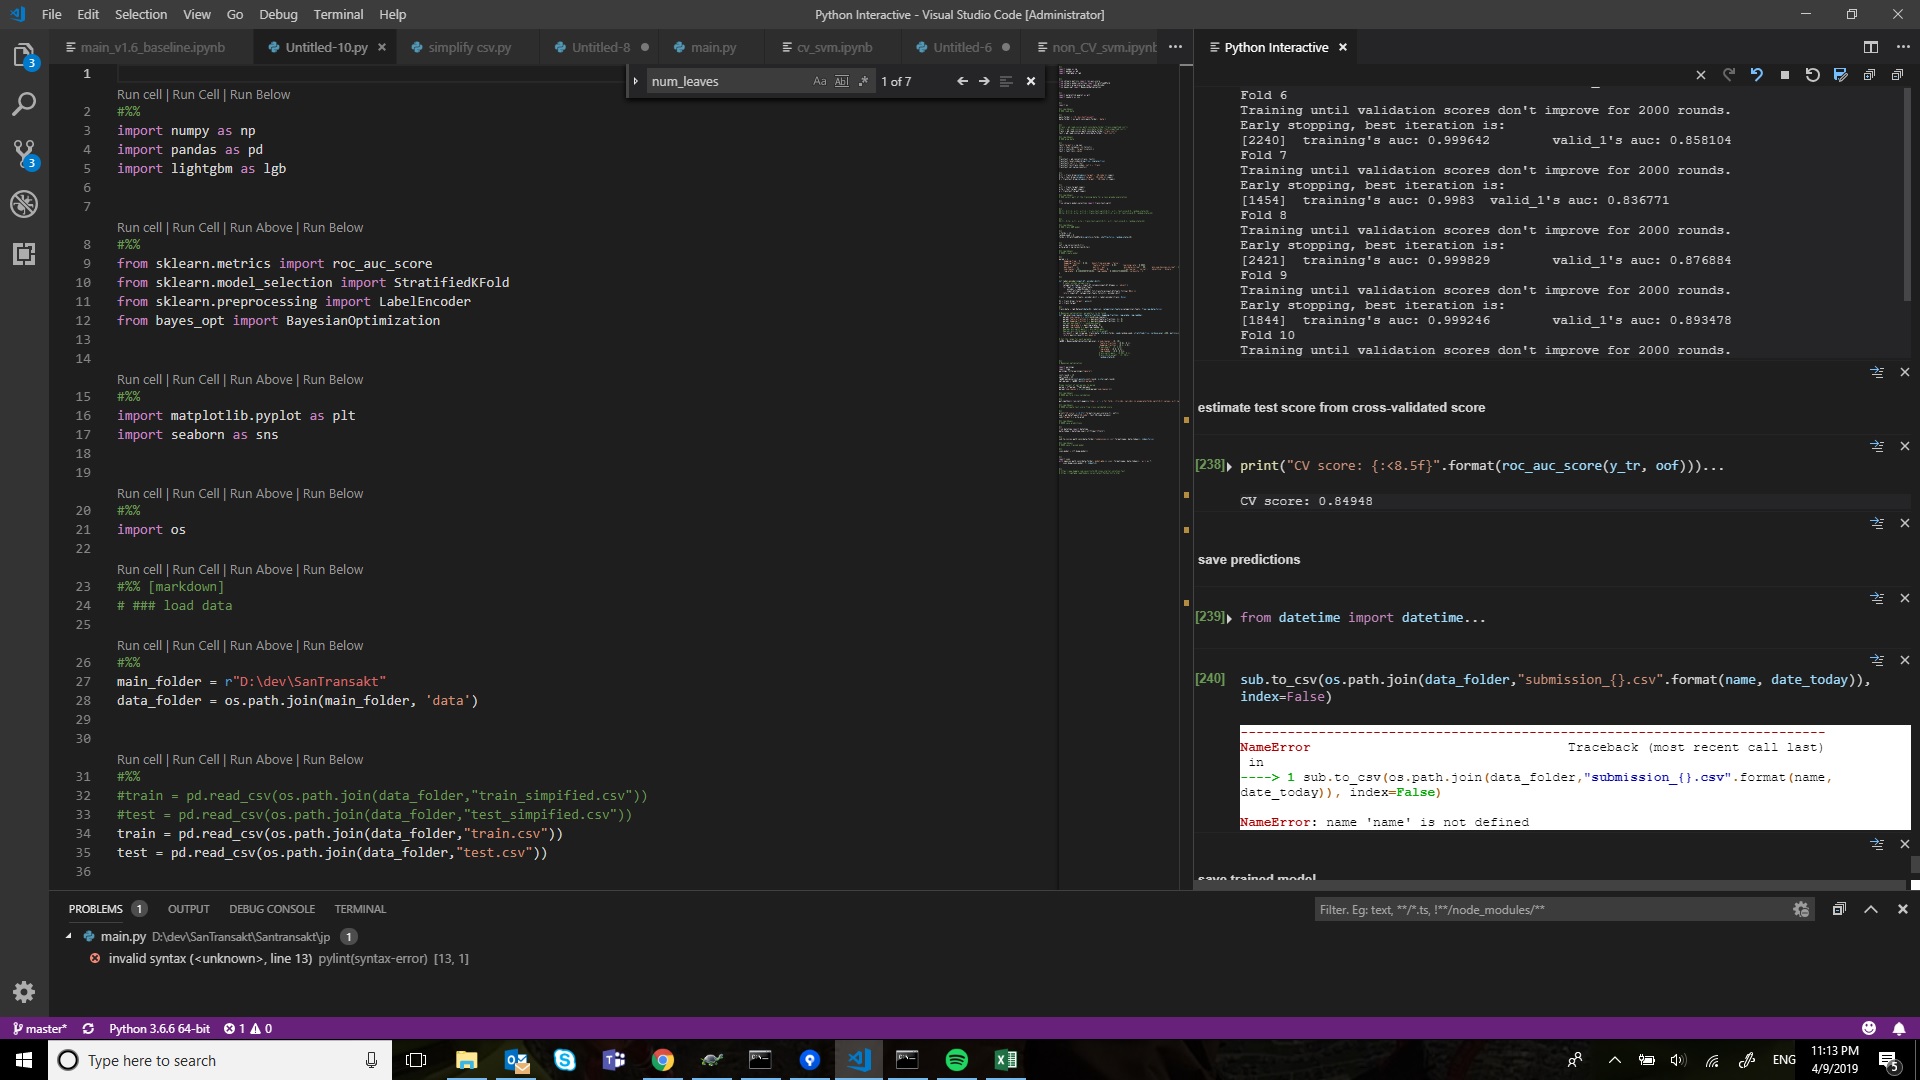 File Edit Selection View Go Debug Terminal Help
Python Interactive - Visual Studio Code [Administrator]
main_v1.6_baseline.ipynb Untitled-10.py simplify csv.py Untitled-8 main.py cv_svm.ipynb Untitled-6 non_CV_svm.ipynb
num_leaves Aa Abl .* 1 of 7
1
Run cell | Run Cell | Run Below
2 #%%
3 import numpy as np
4 import pandas as pd
5 import lightgbm as lgb
6
7
Run cell | Run Cell | Run Above | Run Below
8 #%%
9 from sklearn.metrics import roc_auc_score
10 from sklearn.model_selection import StratifiedKFold
11 from sklearn.preprocessing import LabelEncoder
12 from bayes_opt import BayesianOptimization
13
14
Run cell | Run Cell | Run Above | Run Below
15 #%%
16 import matplotlib.pyplot as plt
17 import seaborn as sns
18
19
Run cell | Run Cell | Run Above | Run Below
20 #%%
21 import os
22
Run cell | Run Cell | Run Above | Run Below
23 #%% [markdown]
24 # ### load data
25
Run cell | Run Cell | Run Above | Run Below
26 #%%
27 main_folder = r"D:\dev\SanTransakt"
28 data_folder = os.path.join(main_folder, 'data')
29
30
Run cell | Run Cell | Run Above | Run Below
31 #%%
32 #train = pd.read_csv(os.path.join(data_folder,"train_simpified.csv"))
33 #test = pd.read_csv(os.path.join(data_folder,"test_simpified.csv"))
34 train = pd.read_csv(os.path.join(data_folder,"train.csv"))
35 test = pd.read_csv(os.path.join(data_folder,"test.csv"))
36
Python Interactive
Fold 6
Training until validation scores don't improve for 2000 rounds.
Early stopping, best iteration is:
[2240] training's auc: 0.999642 valid_1's auc: 0.858104
Fold 7
Training until validation scores don't improve for 2000 rounds.
Early stopping, best iteration is:
[1454] training's auc: 0.9983 valid_1's auc: 0.836771
Fold 8
Training until validation scores don't improve for 2000 rounds.
Early stopping, best iteration is:
[2421] training's auc: 0.999829 valid_1's auc: 0.876884
Fold 9
Training until validation scores don't improve for 2000 rounds.
Early stopping, best iteration is:
[1844] training's auc: 0.999246 valid_1's auc: 0.893478
Fold 10
Training until validation scores don't improve for 2000 rounds.
estimate test score from cross-validated score
[238] print("CV score: {:<8.5f}".format(roc_auc_score(y_tr, oof)))...
CV score: 0.84948
save predictions
[239] from datetime import datetime...
[240] sub.to_csv(os.path.join(data_folder,"submission_{}.csv".format(name, date_today)),
index=False)
---------------------------------------------------------------------------
NameError Traceback (most recent call last)
in
----> 1 sub.to_csv(os.path.join(data_folder,"submission_{}.csv".format(name,
date_today)), index=False)
NameError: name 'name' is not defined
save trained model
PROBLEMS 1 OUTPUT DEBUG CONSOLE TERMINAL
Filter. Eg: text, **/*.ts, !**/node_modules/**
main.py D:\dev\SanTransakt\Santransakt\jp 1
invalid syntax (<unknown>, line 13) pylint(syntax-error) [13, 1]
3
3
master* Python 3.6.6 64-bit 1 0
Type here to search
ENG
11:13 PM
4/9/2019
5